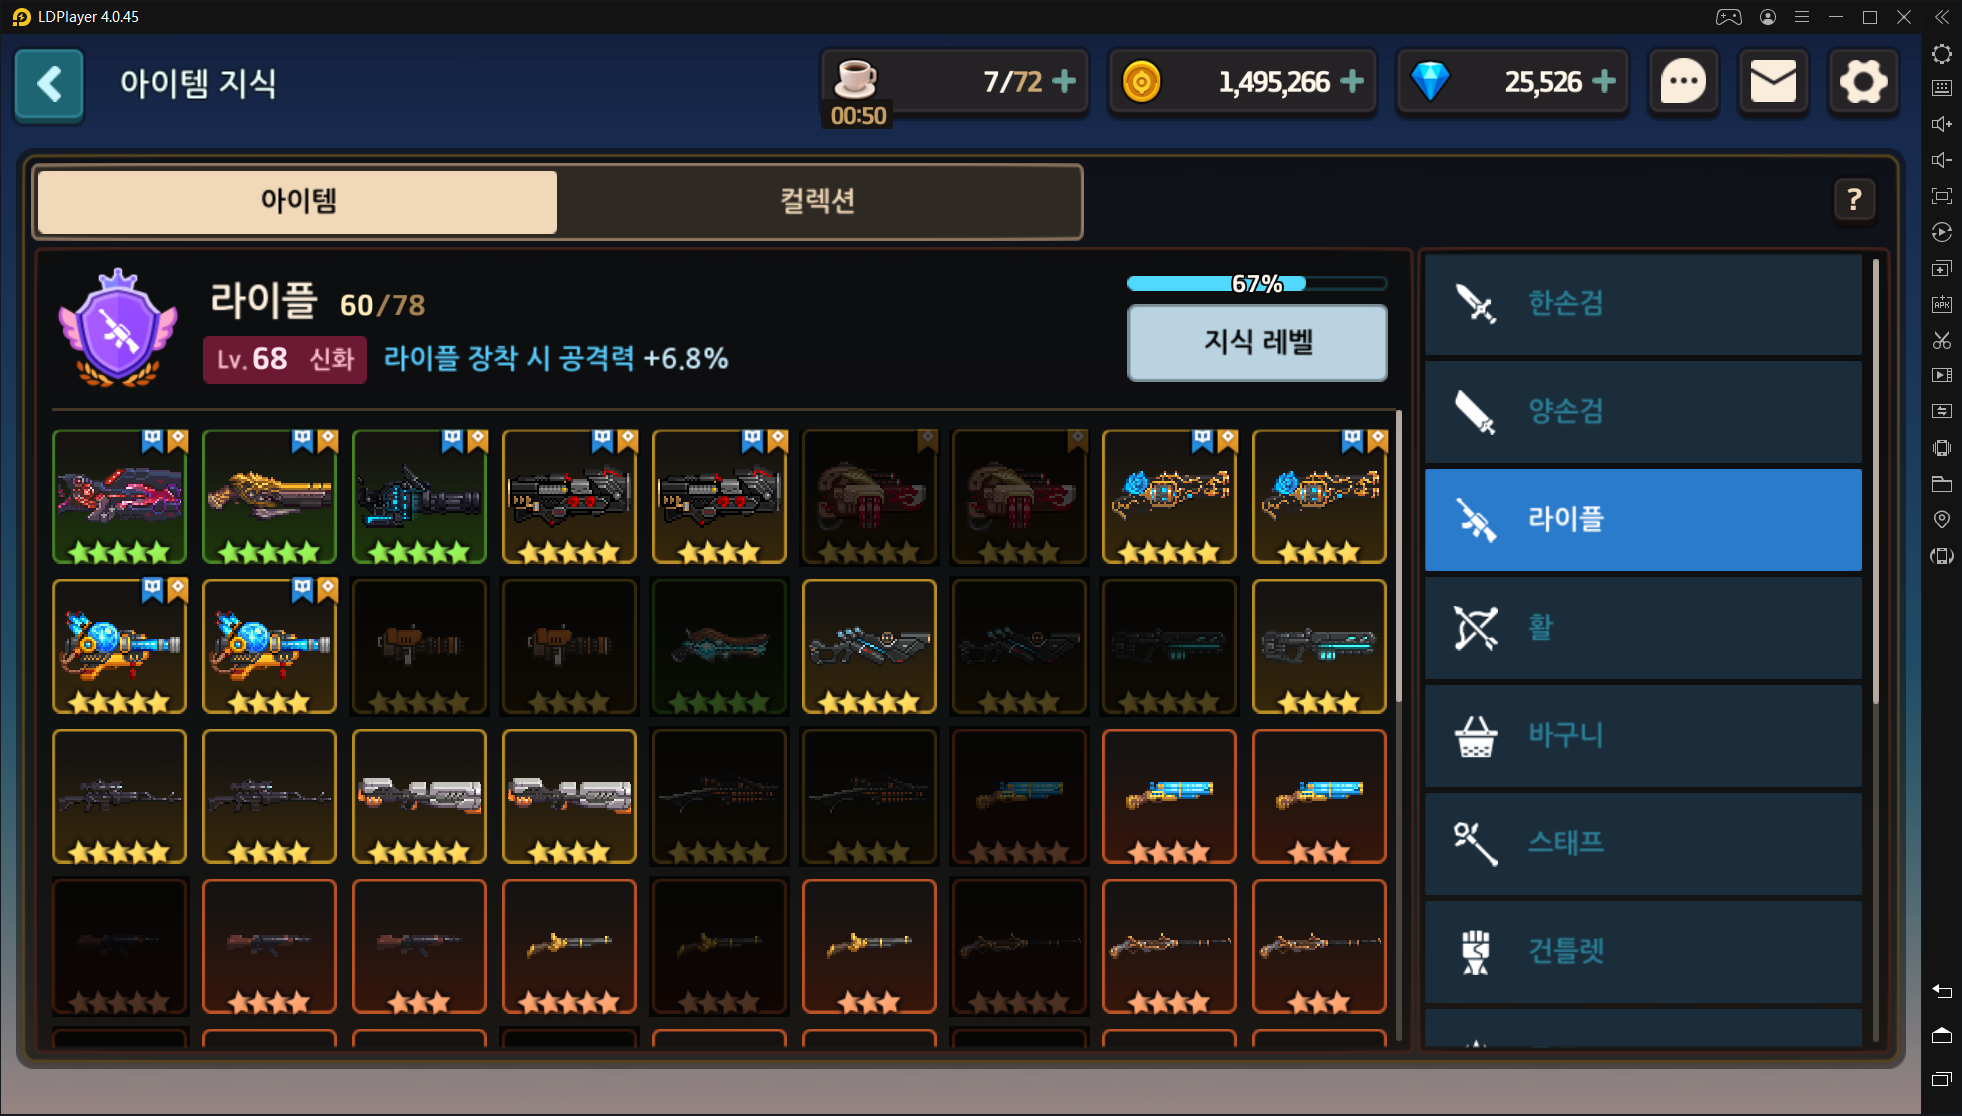 LDPlayer 4.0.45
아이템 지식
7/72
00:50
1,495,266
25,526
아이템
컬렉션
?
라이플 60/78
67%
Lv.68 신화
라이플 장착 시 공격력 +6.8%
지식 레벨
한손검
양손검
라이플
활
바구니
스태프
건틀렛
APK